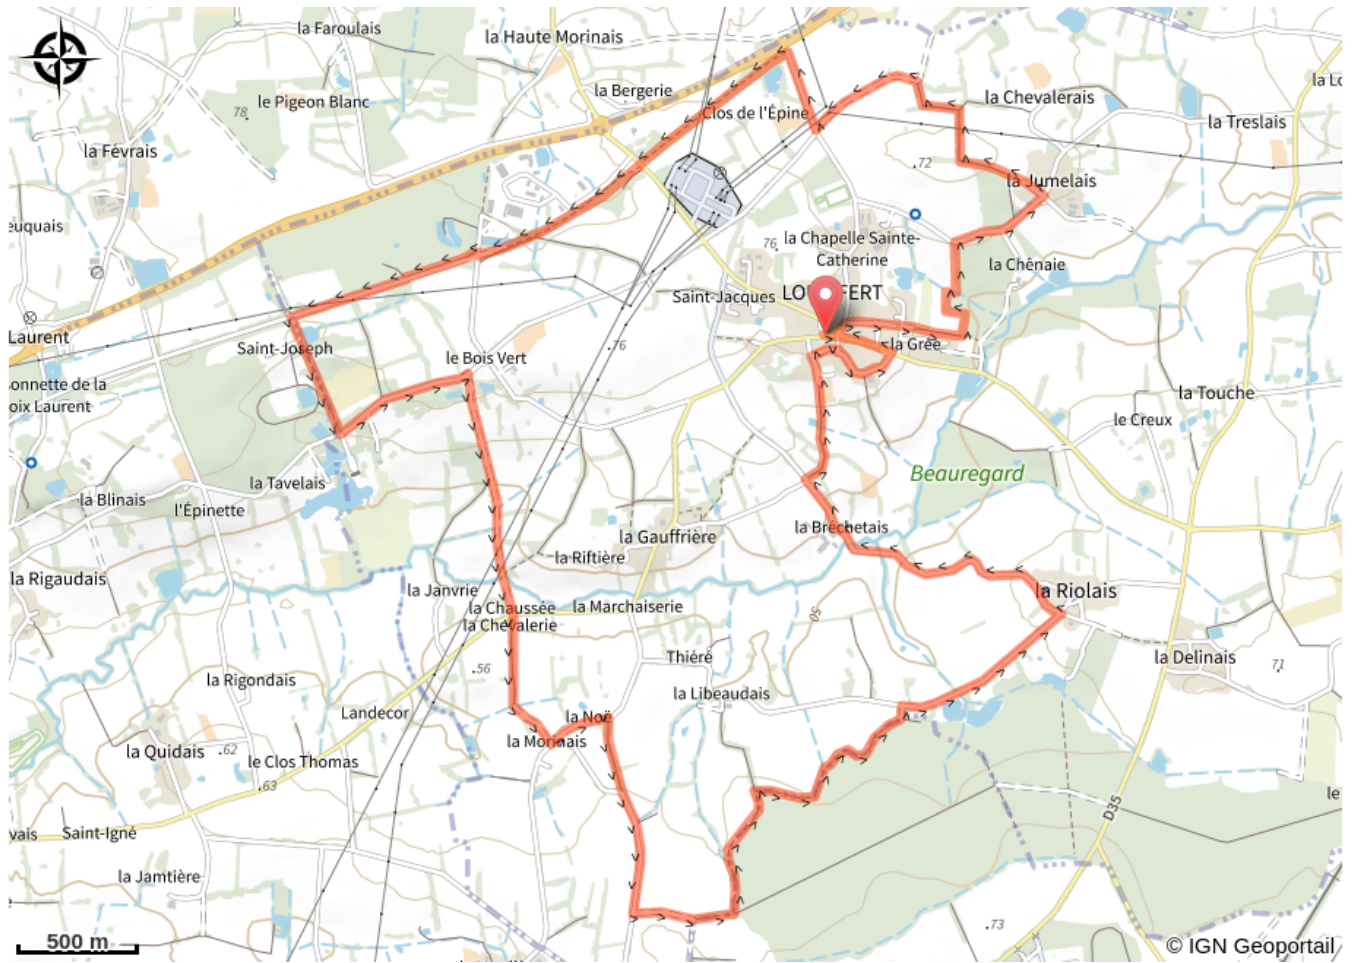 la Faroulais
la Haute Morinais
la Bergerie
le Pigeon Blanc
78
la Févrais
Clos de l'Épine
la Chevalerais
la Treslais
72
la Jumelais
euquais
la Chapelle Sainte-
Catherine
76
la Chênaie
Saint-Jacques
Laurent
Saint-Joseph
le Bois Vert
76
la Grée
onnette de la
oix Laurent
la Touche
le Creux
Beauregard
la Tavelais
la Blinais
l'Épinette
la Bréchetais
la Gauffrière
la Riftière
la Rigaudais
la Janvrie
la Riolais
la Chaussée
la Marchaiserie
la Chevalerie
50
Thiéré
la Delinais
71
56
la Rigondais
la Libeaudais
Landecor
la Noë
la Morinais
la Quidais
62
le Clos Thomas
63
le
D35
vais
Saint-Igné
la Jamtière
73
500 m
© IGN Geoportail